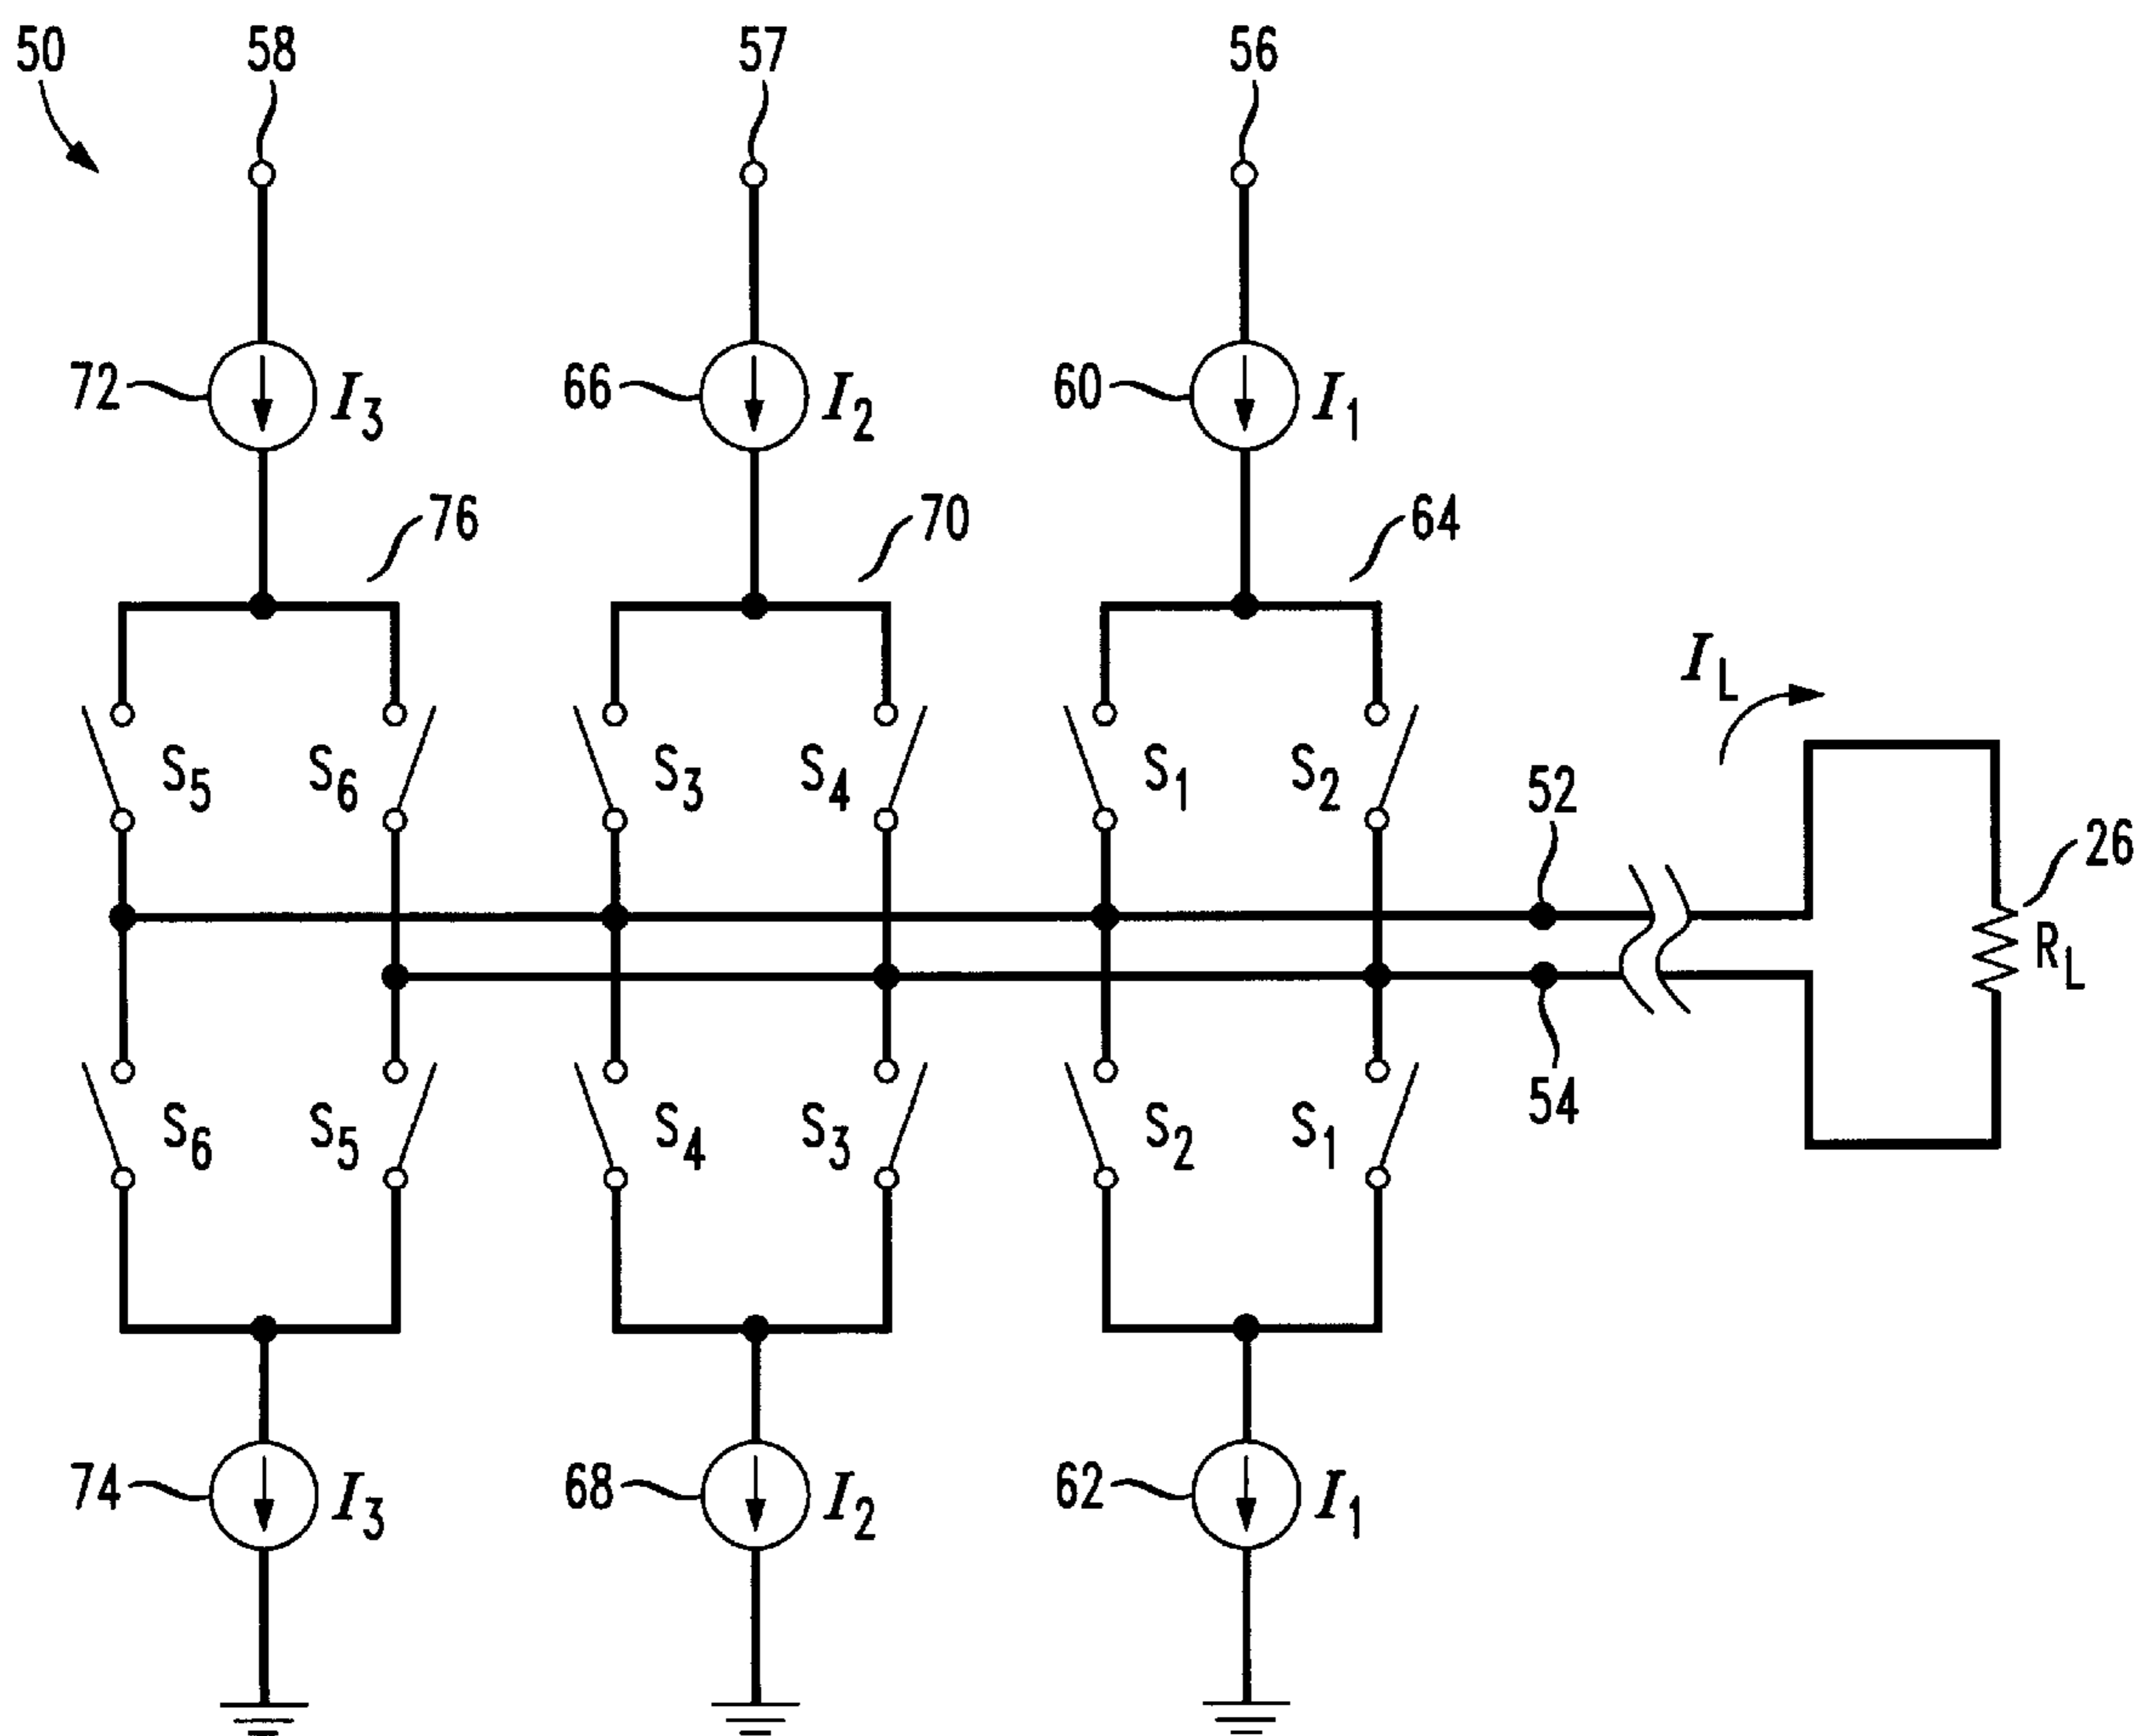 50 58 57 56
72 I3 66 I2 60 I1
76 70 64
IL
S5 S6 S3 S4 S1 S2 52
26
RL
S6 S5 S4 S3 S2 S1 54
74 I3 68 I2 62 I1